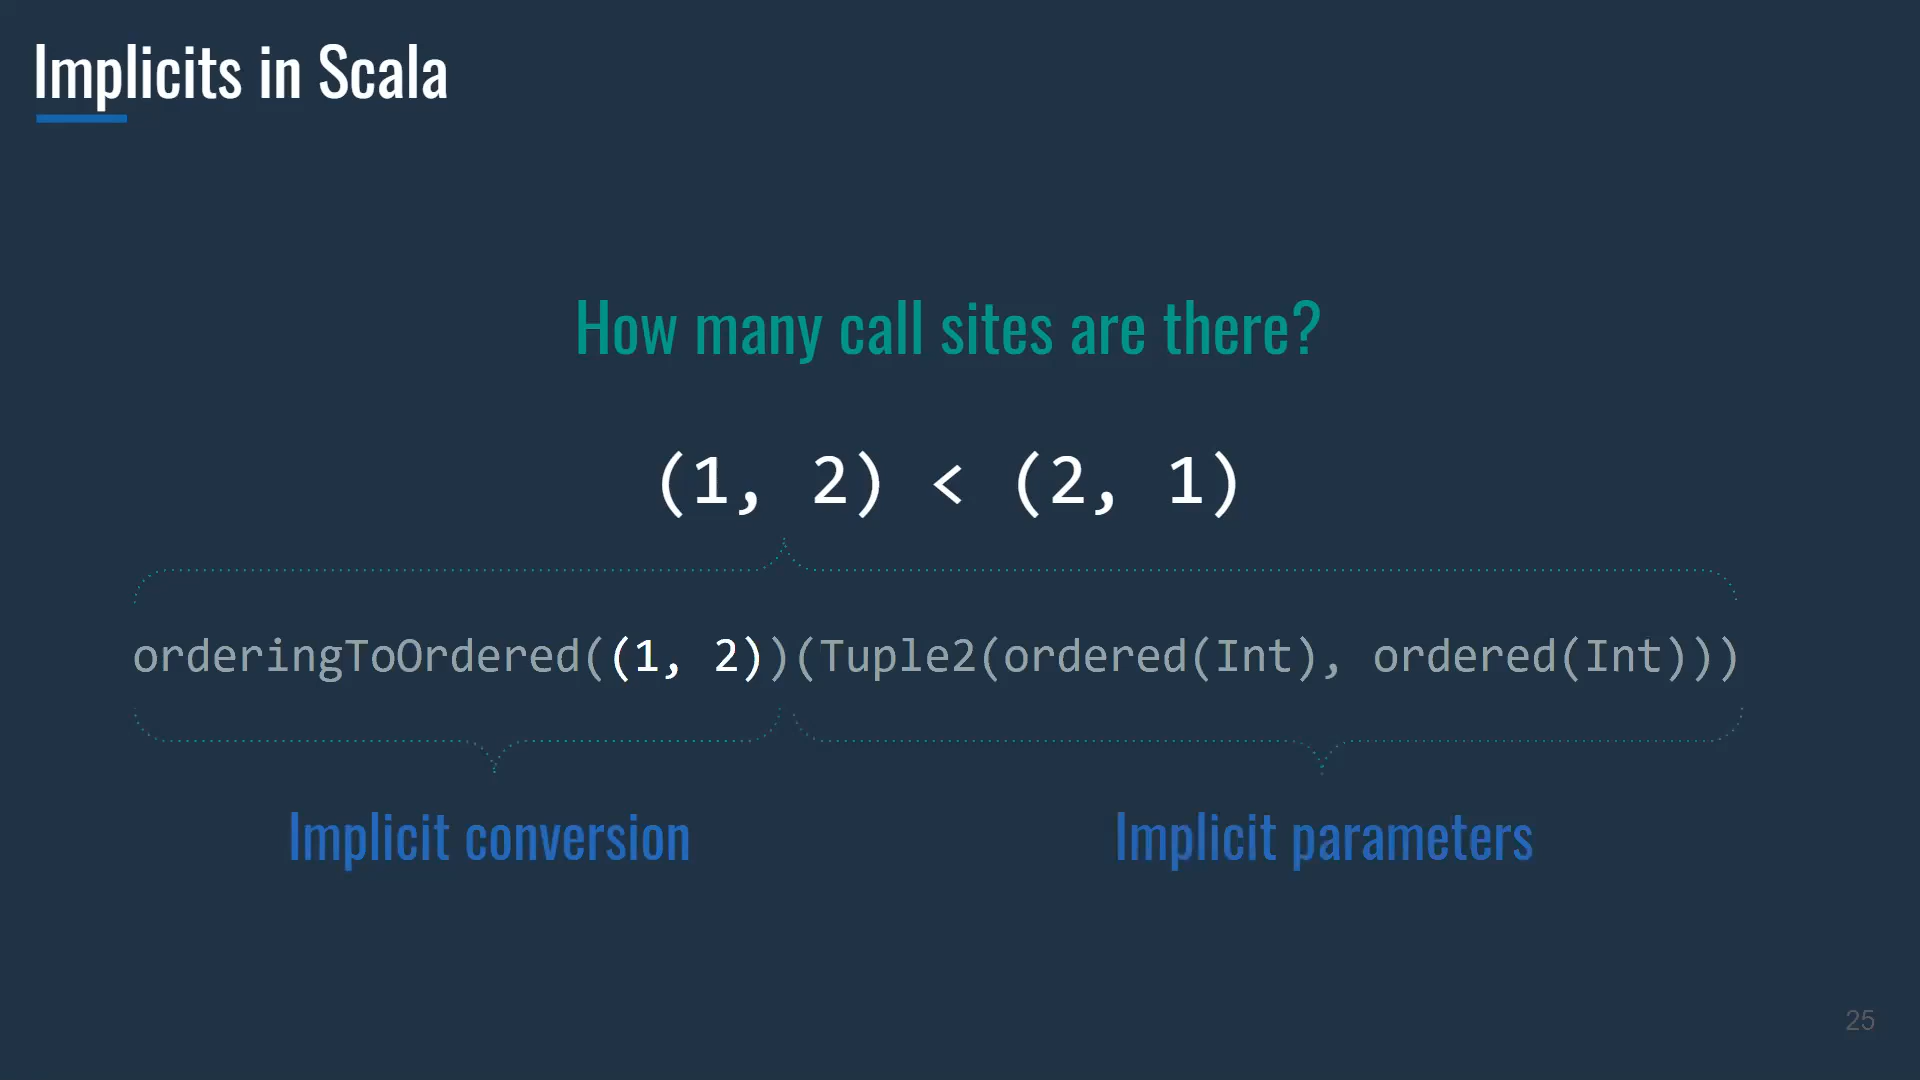 Implicits in Scala
How many call sites are there?
(1, 2) < (2, 1)
orderingToOrdered((1, 2))(Tuple2(ordered(Int), ordered(Int)))
Implicit conversion
Implicit parameters
25